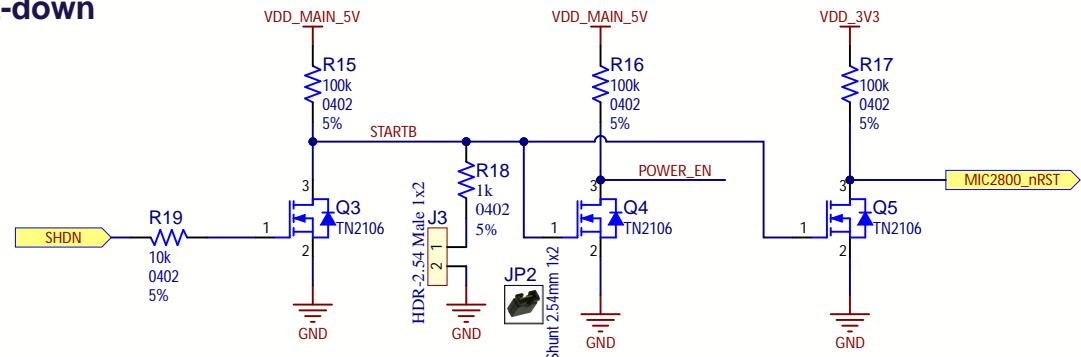 -down
VDD_MAIN_5V
VDD_MAIN_5V
VDD_3V3
R15
100k
0402
5%
R16
100k
0402
5%
R17
100k
0402
5%
STARTB
R18
1k
0402
5%
POWER_EN
MIC2800_nRST
SHDN
R19
10k
0402
5%
3
Q3
TN2106
1
2
GND
J3
HDR-2.54 Male 1x2
1
2
GND
JP2
Shunt 2.54mm 1x2
3
Q4
TN2106
1
2
GND
3
Q5
TN2106
1
2
GND